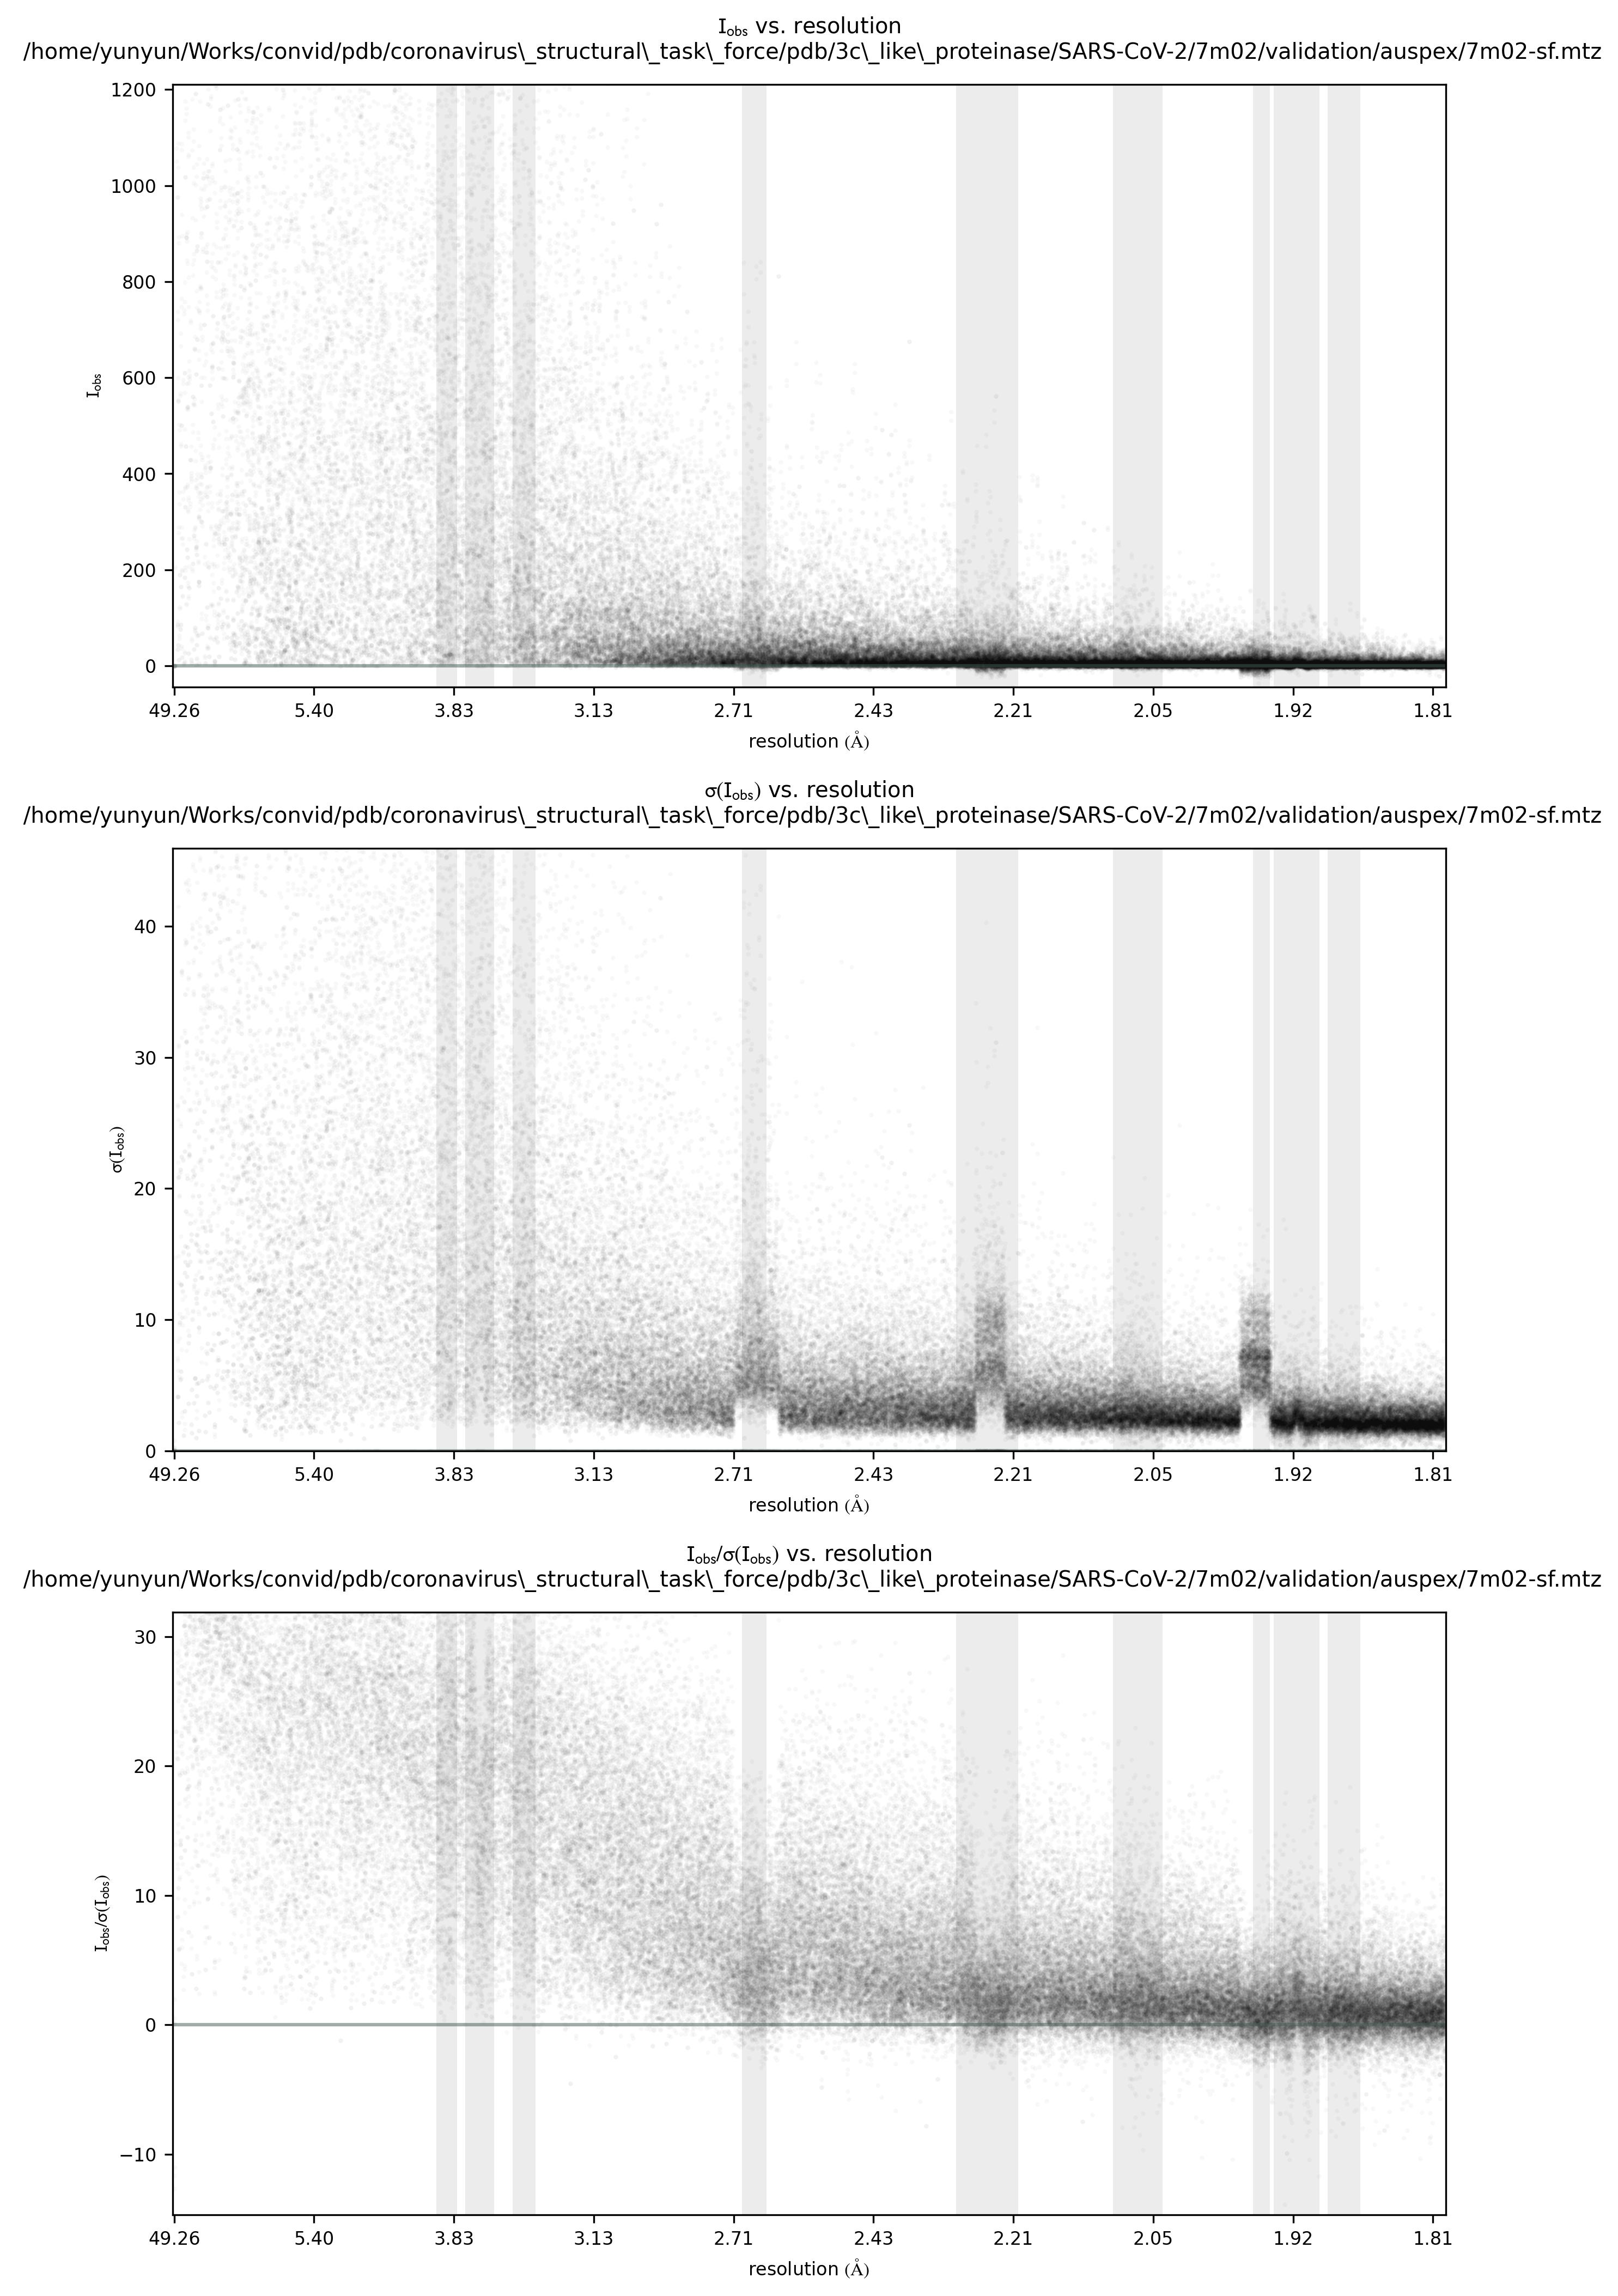 Iobs vs. resolution
/home/yunyun/Works/convid/pdb/coronavirus\_structural\_task\_force/pdb/3c\_like\_proteinase/SARS-CoV-2/7m02/validation/auspex/7m02-sf.mtz
1200
1000
800
600
400
200
0
Iobs
49.26 5.40 3.83 3.13 2.71 2.43 2.21 2.05 1.92 1.81
resolution (Å)
σ(Iobs) vs. resolution
/home/yunyun/Works/convid/pdb/coronavirus\_structural\_task\_force/pdb/3c\_like\_proteinase/SARS-CoV-2/7m02/validation/auspex/7m02-sf.mtz
40
30
20
10
0
σ(Iobs)
49.26 5.40 3.83 3.13 2.71 2.43 2.21 2.05 1.92 1.81
resolution (Å)
Iobs/σ(Iobs) vs. resolution
/home/yunyun/Works/convid/pdb/coronavirus\_structural\_task\_force/pdb/3c\_like\_proteinase/SARS-CoV-2/7m02/validation/auspex/7m02-sf.mtz
30
20
10
0
−10
Iobs/σ(Iobs)
49.26 5.40 3.83 3.13 2.71 2.43 2.21 2.05 1.92 1.81
resolution (Å)